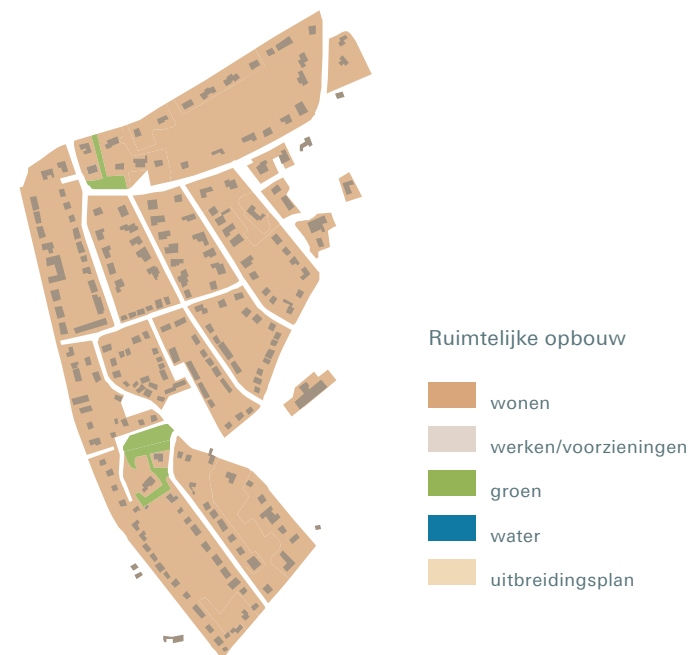 Ruimtelijke opbouw
wonen
werken/voorzieningen
groen
water
uitbreidingsplan